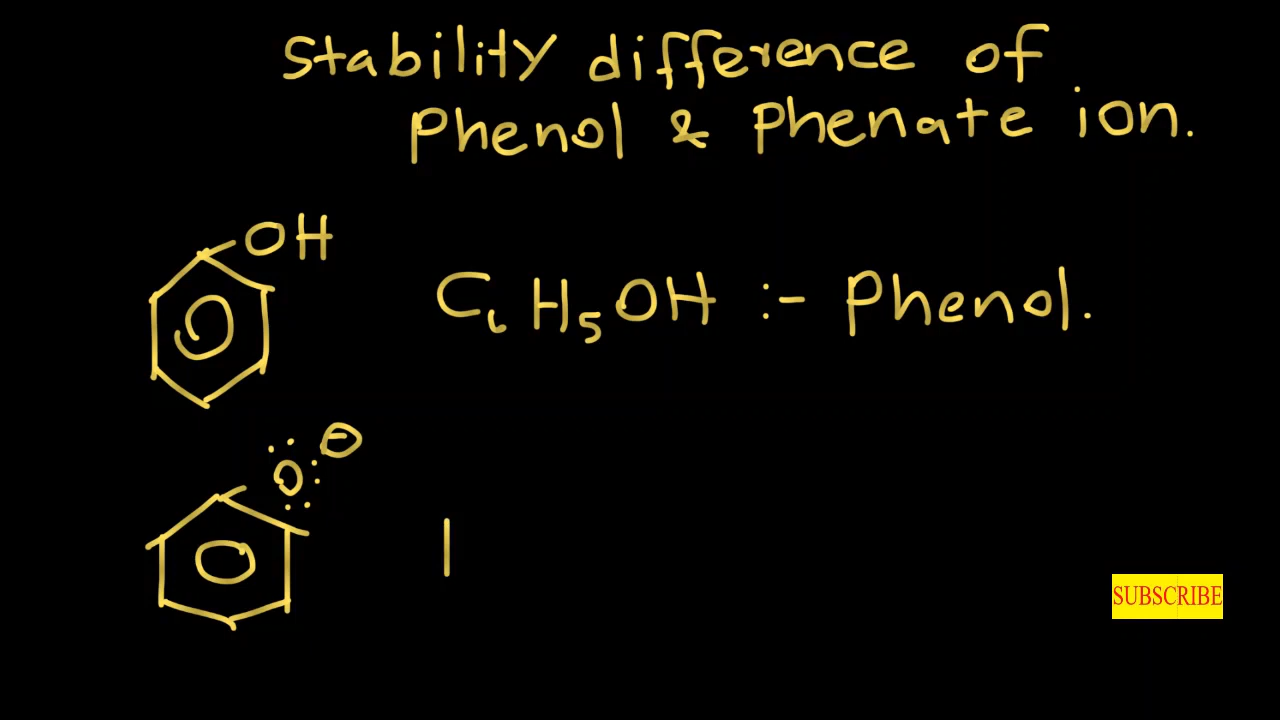 Stability difference of
Phenol & Phenate ion.
OH
C₆H₅OH :- Phenol.
:Ö: ⊖
SUBSCRIBE